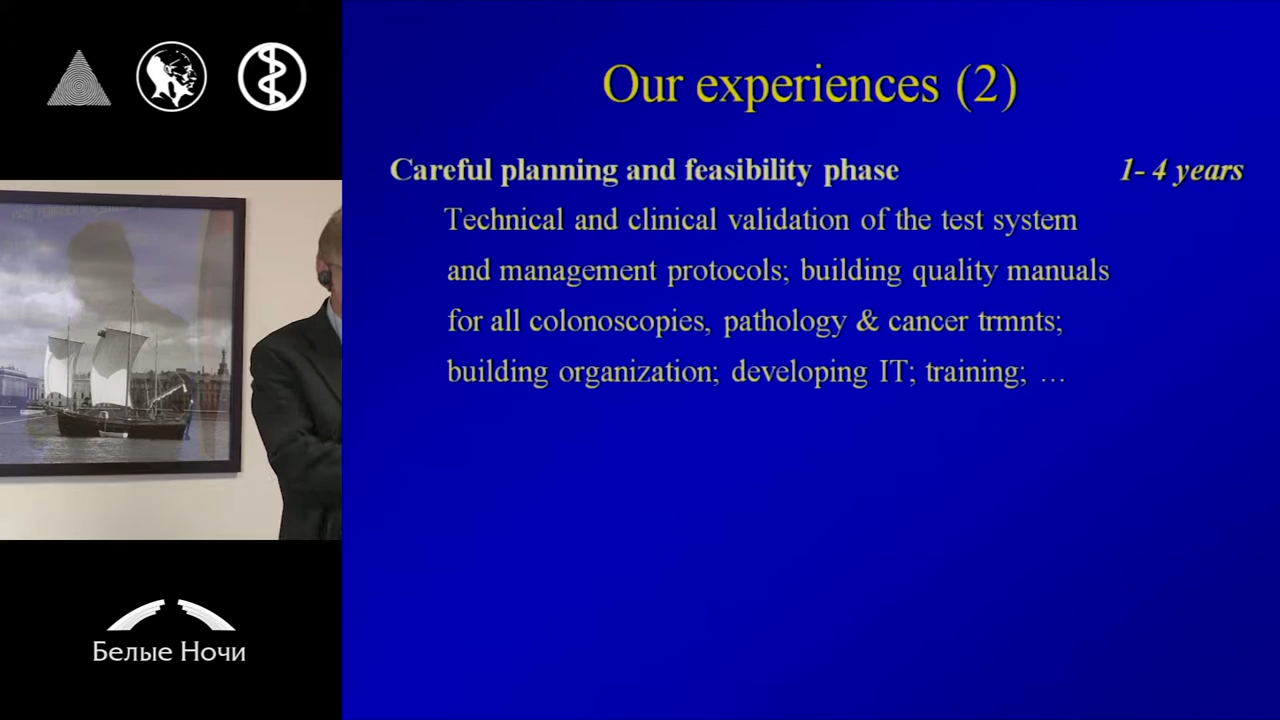 Our experiences (2)
Careful planning and feasibility phase 1- 4 years
Technical and clinical validation of the test system
and management protocols; building quality manuals
for all colonoscopies, pathology & cancer trmnts;
building organization; developing IT; training; …
Белые Ночи